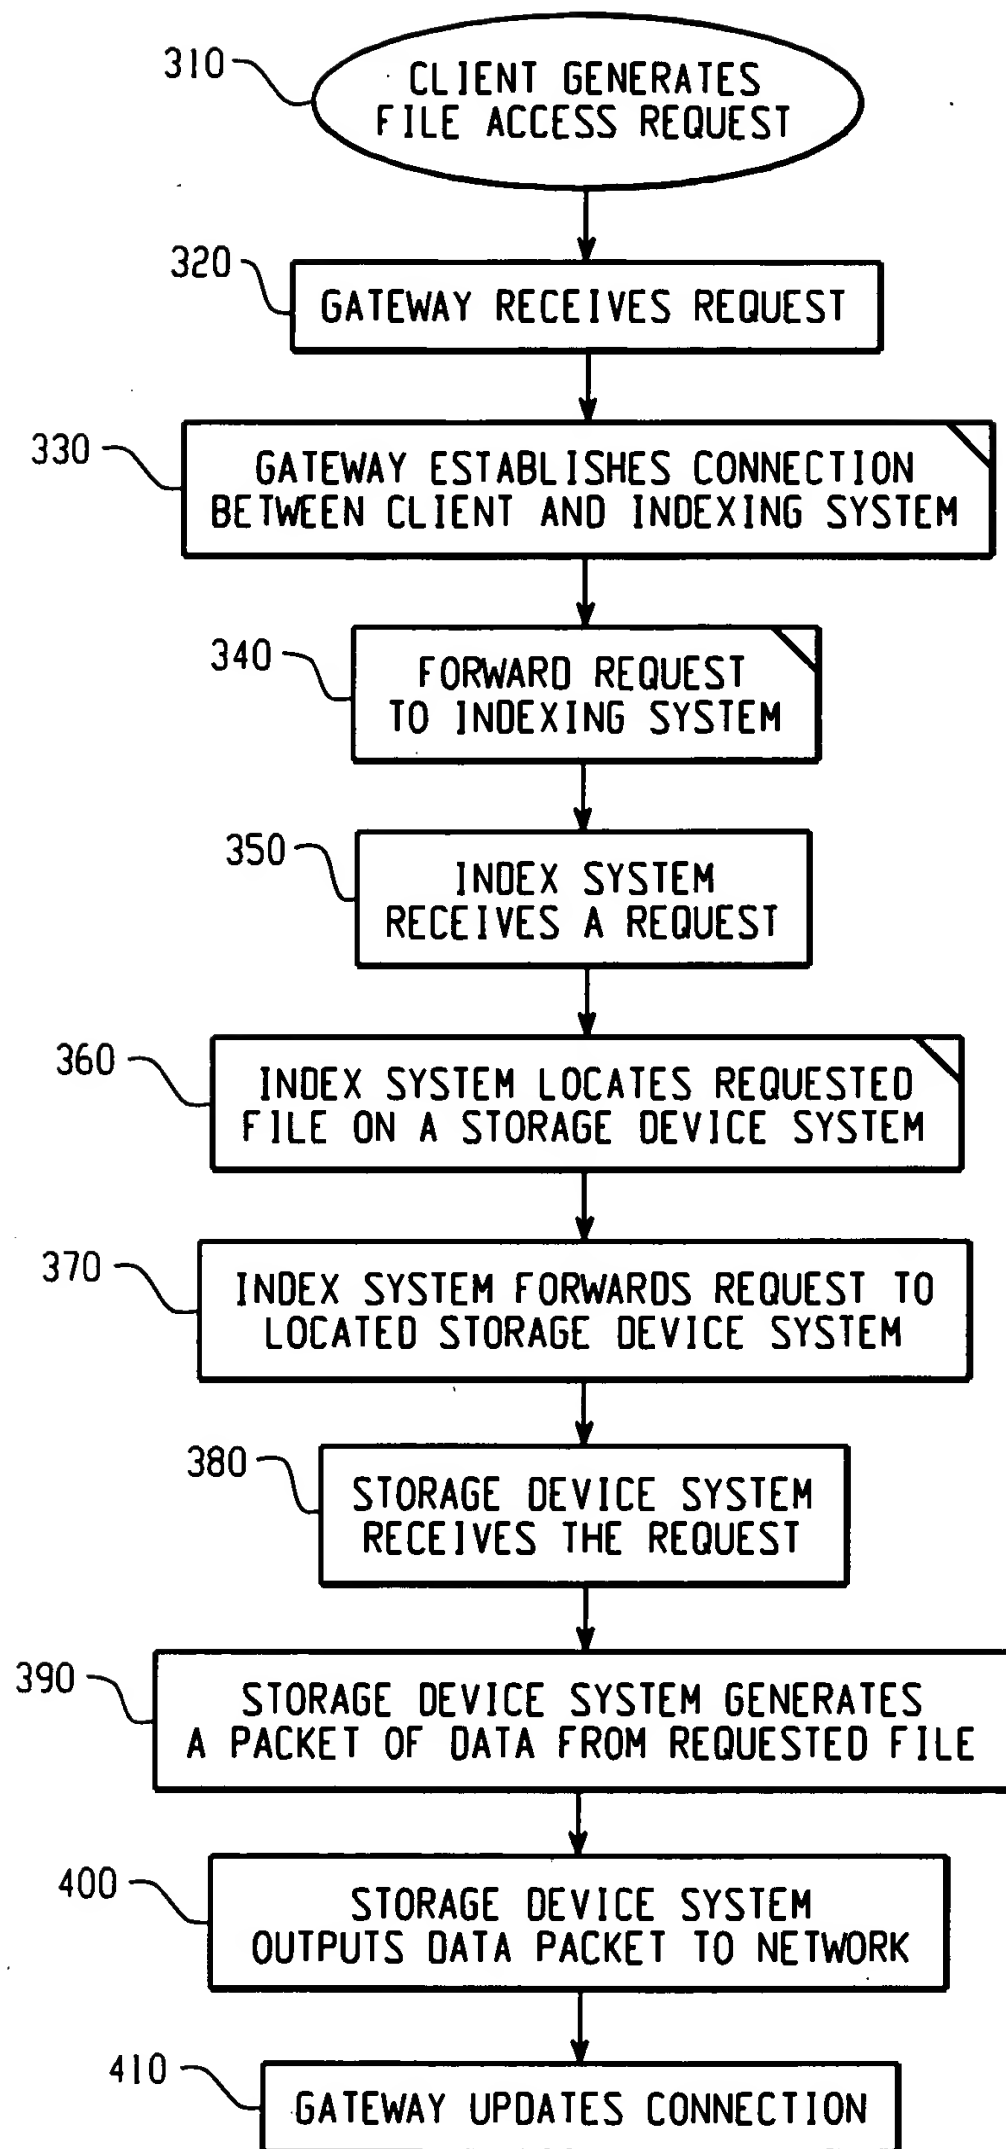 310
CLIENT GENERATES
FILE ACCESS REQUEST
320
GATEWAY RECEIVES REQUEST
330
GATEWAY ESTABLISHES CONNECTION
BETWEEN CLIENT AND INDEXING SYSTEM
340
FORWARD REQUEST
TO INDEXING SYSTEM
350
INDEX SYSTEM
RECEIVES A REQUEST
360
INDEX SYSTEM LOCATES REQUESTED
FILE ON A STORAGE DEVICE SYSTEM
370
INDEX SYSTEM FORWARDS REQUEST TO
LOCATED STORAGE DEVICE SYSTEM
380
STORAGE DEVICE SYSTEM
RECEIVES THE REQUEST
390
STORAGE DEVICE SYSTEM GENERATES
A PACKET OF DATA FROM REQUESTED FILE
400
STORAGE DEVICE SYSTEM
OUTPUTS DATA PACKET TO NETWORK
410
GATEWAY UPDATES CONNECTION